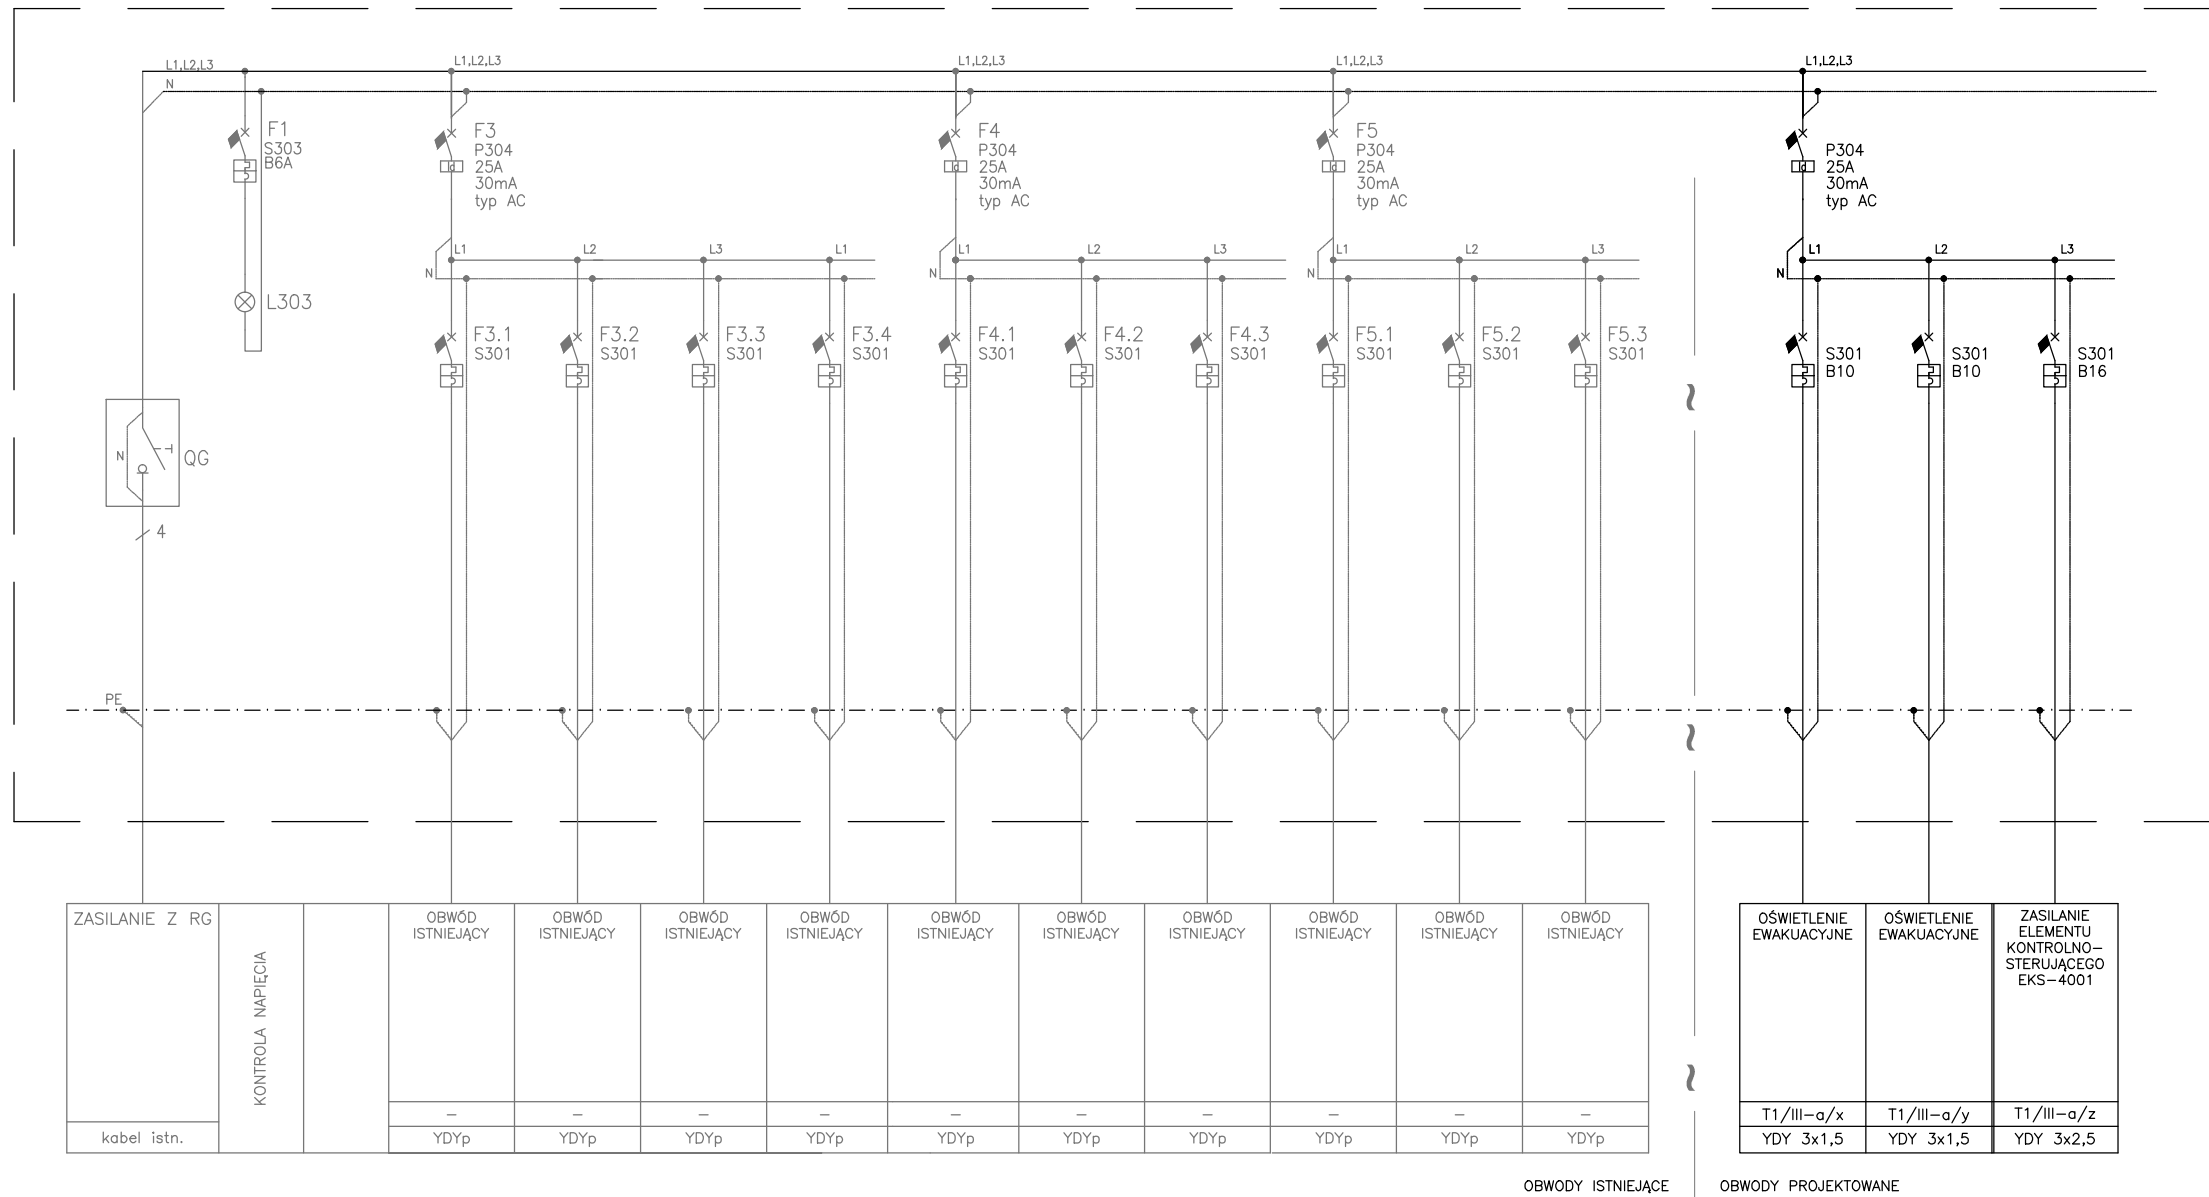 L1,L2,L3
L1,L2,L3
L1,L2,L3
L1,L2,L3
L1,L2,L3
N
F1
S303
B6A
F3
P304
25A
30mA
typ AC
F4
P304
25A
30mA
typ AC
F5
P304
25A
30mA
typ AC
P304
25A
30mA
typ AC
L1
L2
L3
L1
L1
L2
L3
L1
L2
L3
L1
L2
L3
N
N
N
N
L303
F3.1
S301
F3.2
S301
F3.3
S301
F3.4
S301
F4.1
S301
F4.2
S301
F4.3
S301
F5.1
S301
F5.2
S301
F5.3
S301
S301
B10
S301
B10
S301
B16
N
QG
4
PE
ZASILANIE Z RG
kabel istn.
KONTROLA NAPIĘCIA
OBWÓD
ISTNIEJĄCY
–
YDYp
OBWÓD
ISTNIEJĄCY
–
YDYp
OBWÓD
ISTNIEJĄCY
–
YDYp
OBWÓD
ISTNIEJĄCY
–
YDYp
OBWÓD
ISTNIEJĄCY
–
YDYp
OBWÓD
ISTNIEJĄCY
–
YDYp
OBWÓD
ISTNIEJĄCY
–
YDYp
OBWÓD
ISTNIEJĄCY
–
YDYp
OBWÓD
ISTNIEJĄCY
–
YDYp
OBWÓD
ISTNIEJĄCY
–
YDYp
OŚWIETLENIE
EWAKUACYJNE
T1/III–a/x
YDY 3x1,5
OŚWIETLENIE
EWAKUACYJNE
T1/III–a/y
YDY 3x1,5
ZASILANIE
ELEMENTU
KONTROLNO–
STERUJĄCEGO
EKS–4001
T1/III–a/z
YDY 3x2,5
OBWODY ISTNIEJĄCE
OBWODY PROJEKTOWANE